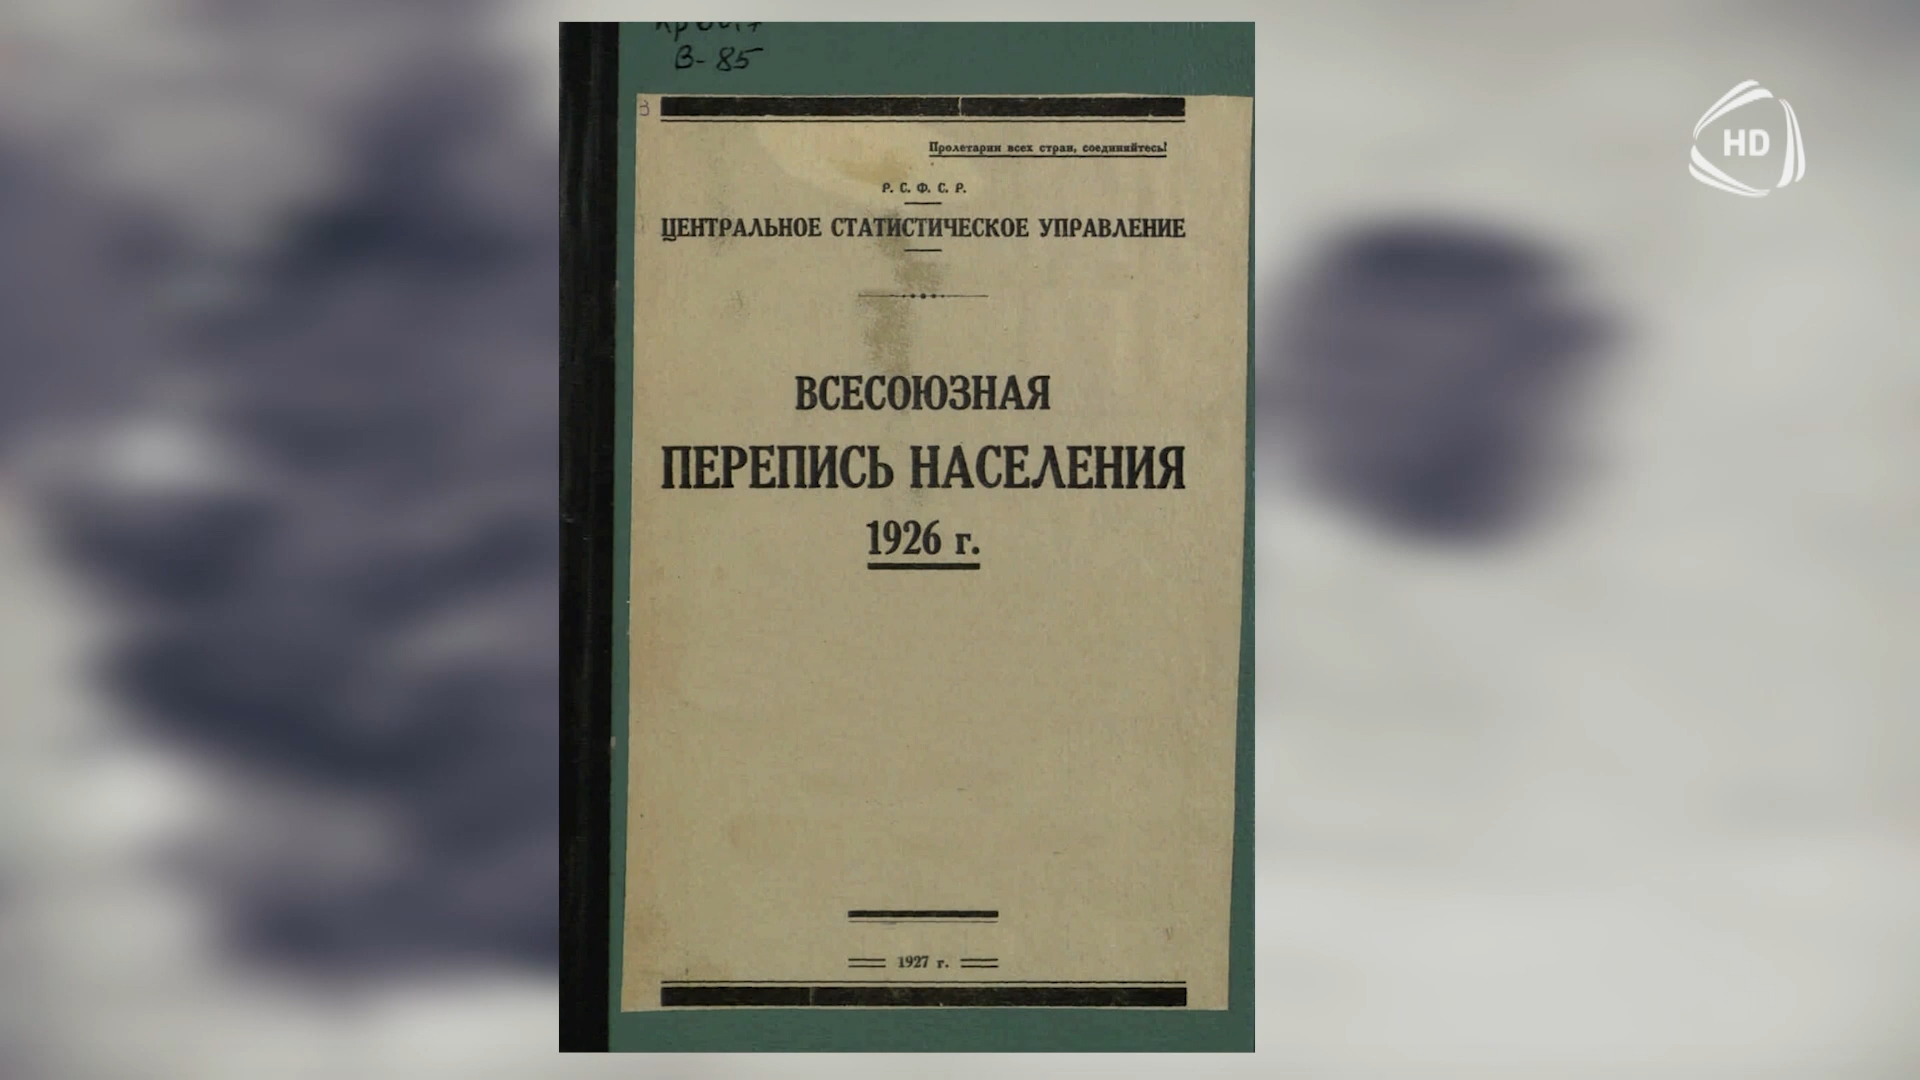 В-85
HD
Пролетарии всех стран, соединяйтесь!
Р. С. Ф. С. Р.
ЦЕНТРАЛЬНОЕ СТАТИСТИЧЕСКОЕ УПРАВЛЕНИЕ
ВСЕСОЮЗНАЯ
ПЕРЕПИСЬ НАСЕЛЕНИЯ
1926 г.
1927 г.